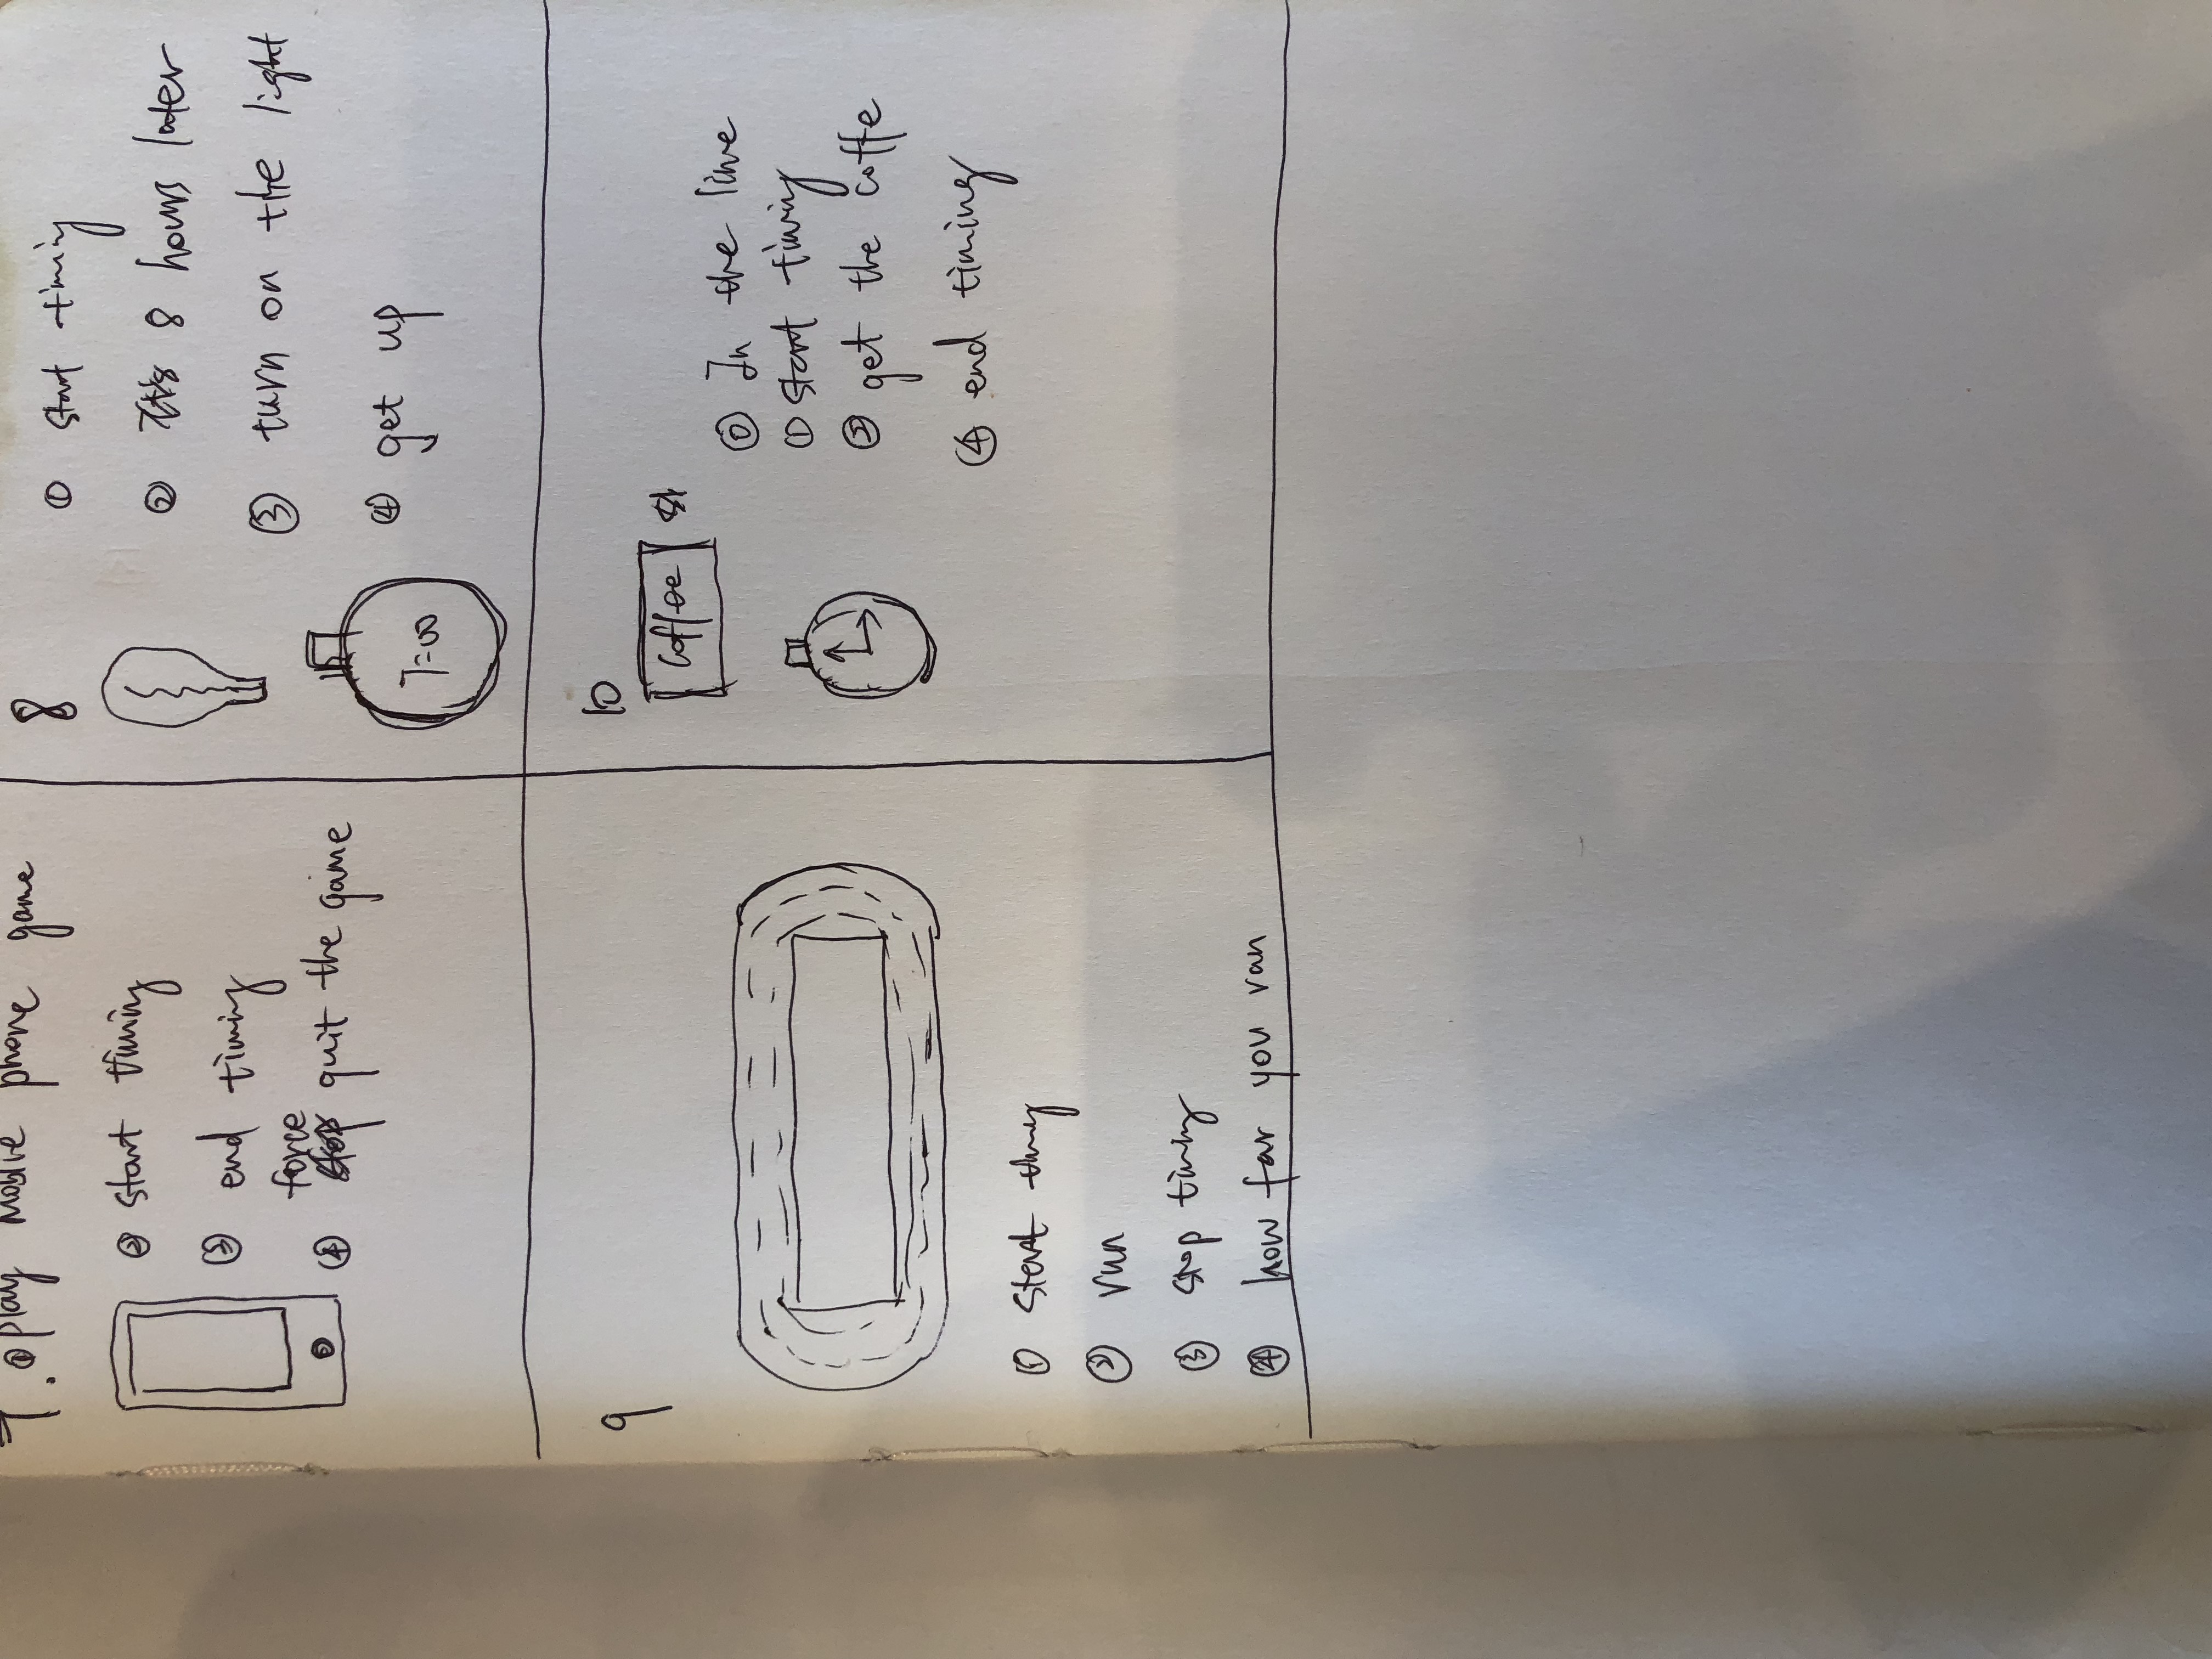 7. ① play mobile phone game
② start timing
③ end timing
force
④ stop quit the game
8
① start timing
② It's 8 hours later
③ turn on the light
④ get up
7:00
9
① start timing
② run
③ stop timing
④ how far you ran
10
coffee st
① In the line
① start timing
② get the coffe
④ end timing